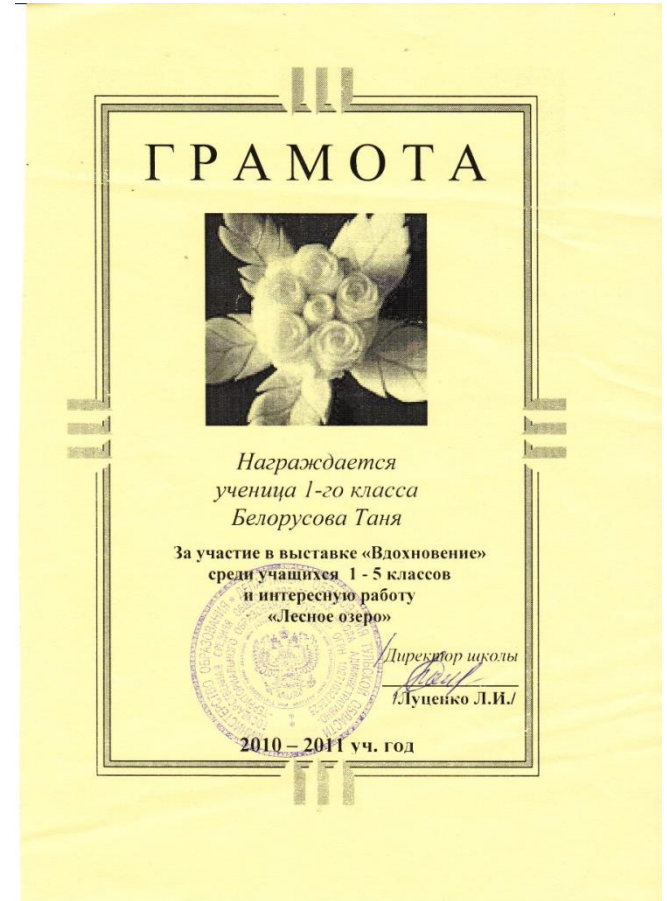 ГРАМОТА
Награждается
ученица 1-го класса
Белорусова Таня
За участие в выставке «Вдохновение»
среди учащихся 1 - 5 классов
и интересную работу
«Лесное озеро»
Директор школы
/Луценко Л.И./
2010 – 2011 уч. год